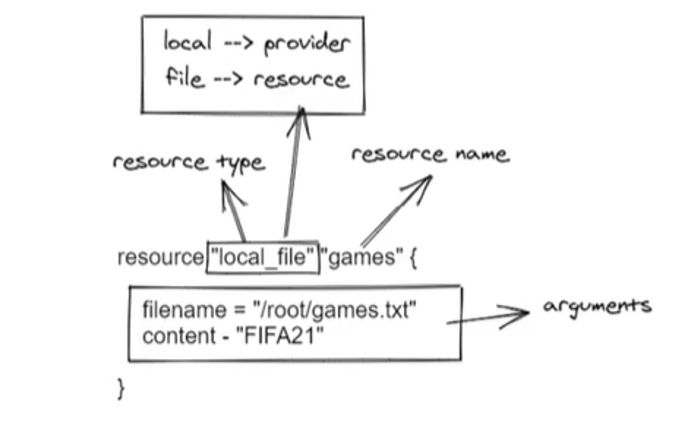 local --> provider
file --> resource
resource type
resource name
resource "local_file" "games" {
filename = "/root/games.txt"
content - "FIFA21"
arguments
}